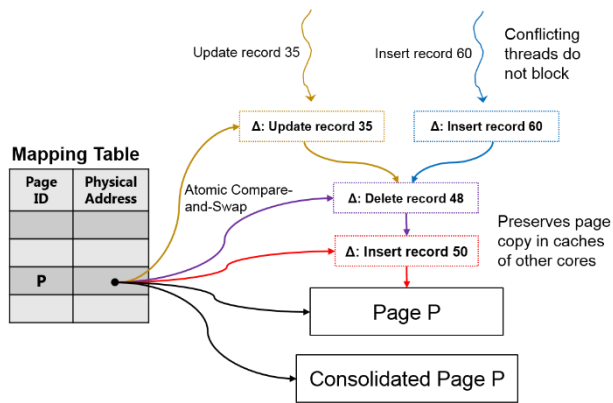 Update record 35
Insert record 60
Conflicting
threads do
not block
Δ: Update record 35
Δ: Insert record 60
Mapping Table
Page
ID
Physical
Address
Atomic Compare-
and-Swap
Δ: Delete record 48
Preserves page
copy in caches
of other cores
Δ: Insert record 50
P
Page P
Consolidated Page P